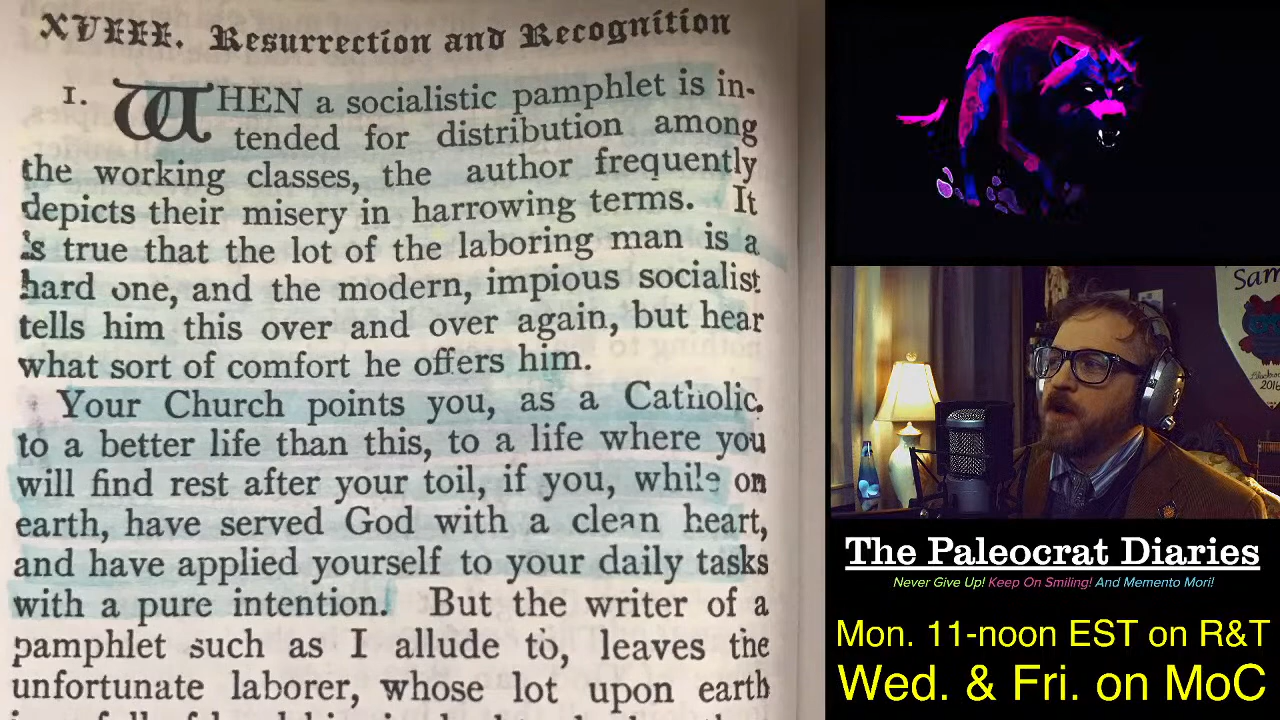 XVIII. Resurrection and Recognition
1. WHEN a socialistic pamphlet is in-
tended for distribution among
the working classes, the author frequently
depicts their misery in harrowing terms. It
is true that the lot of the laboring man is a
hard one, and the modern, impious socialist
tells him this over and over again, but hear
what sort of comfort he offers him.
Your Church points you, as a Catholic,
to a better life than this, to a life where you
will find rest after your toil, if you, while on
earth, have served God with a clean heart,
and have applied yourself to your daily tasks
with a pure intention. But the writer of a
pamphlet such as I allude to, leaves the
unfortunate laborer, whose lot upon earth
Sam
2016
The Paleocrat Diaries
Never Give Up! Keep On Smiling! And Memento Mori!
Mon. 11-noon EST on R&T
Wed. & Fri. on MoC